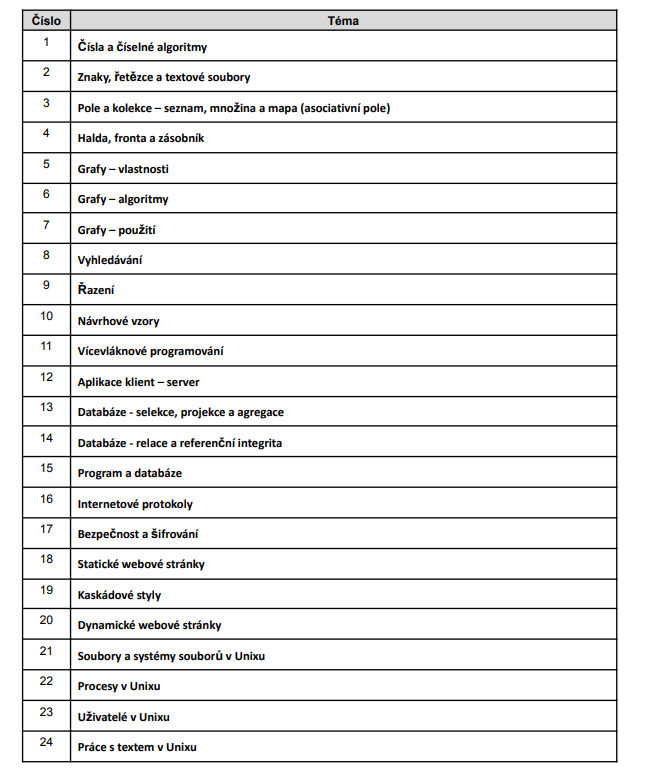 Číslo Téma
1 Čísla a číselné algoritmy
2 Znaky, řetězce a textové soubory
3 Pole a kolekce – seznam, množina a mapa (asociativní pole)
4 Halda, fronta a zásobník
5 Grafy – vlastnosti
6 Grafy – algoritmy
7 Grafy – použití
8 Vyhledávání
9 Řazení
10 Návrhové vzory
11 Vícevláknové programování
12 Aplikace klient – server
13 Databáze - selekce, projekce a agregace
14 Databáze - relace a referenční integrita
15 Program a databáze
16 Internetové protokoly
17 Bezpečnost a šifrování
18 Statické webové stránky
19 Kaskádové styly
20 Dynamické webové stránky
21 Soubory a systémy souborů v Unixu
22 Procesy v Unixu
23 Uživatelé v Unixu
24 Práce s textem v Unixu